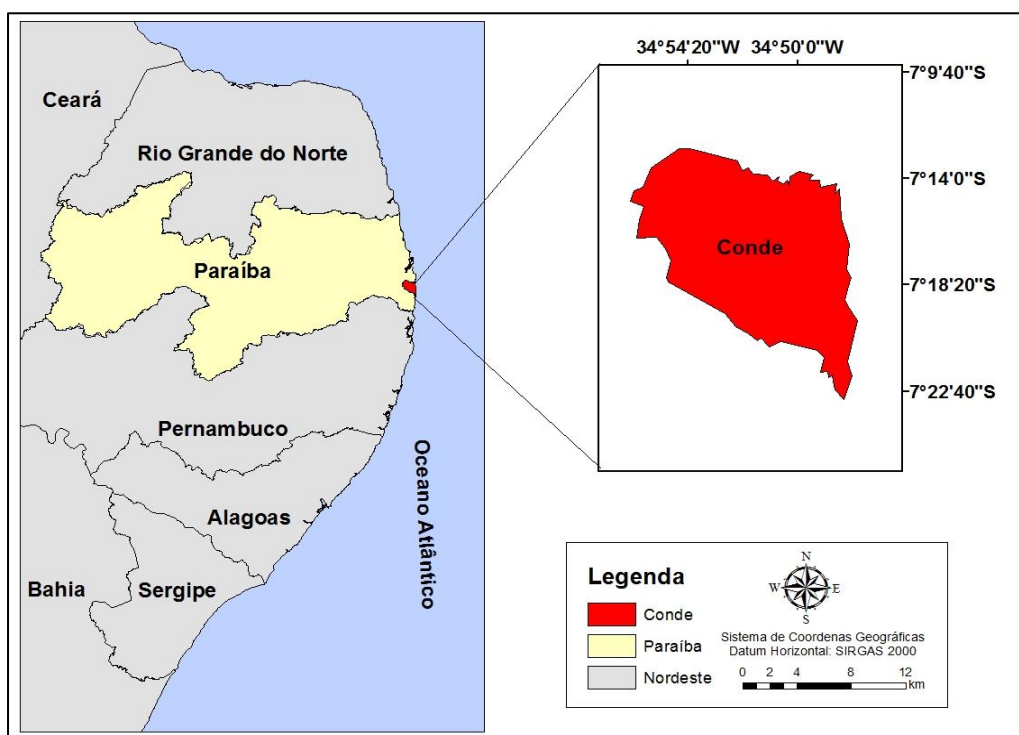 Ceará
Rio Grande do Norte
Paraíba
Pernambuco
Alagoas
Sergipe
Bahia
Oceano Atlântico
34°54'20"W 34°50'0"W
7°9'40"S
7°14'0"S
7°18'20"S
7°22'40"S
Conde
Legenda
Conde
Paraíba
Nordeste
N
W E
S
Sistema de Coordenas Geográficas
Datum Horizontal: SIRGAS 2000
0 2 4 8 12
km